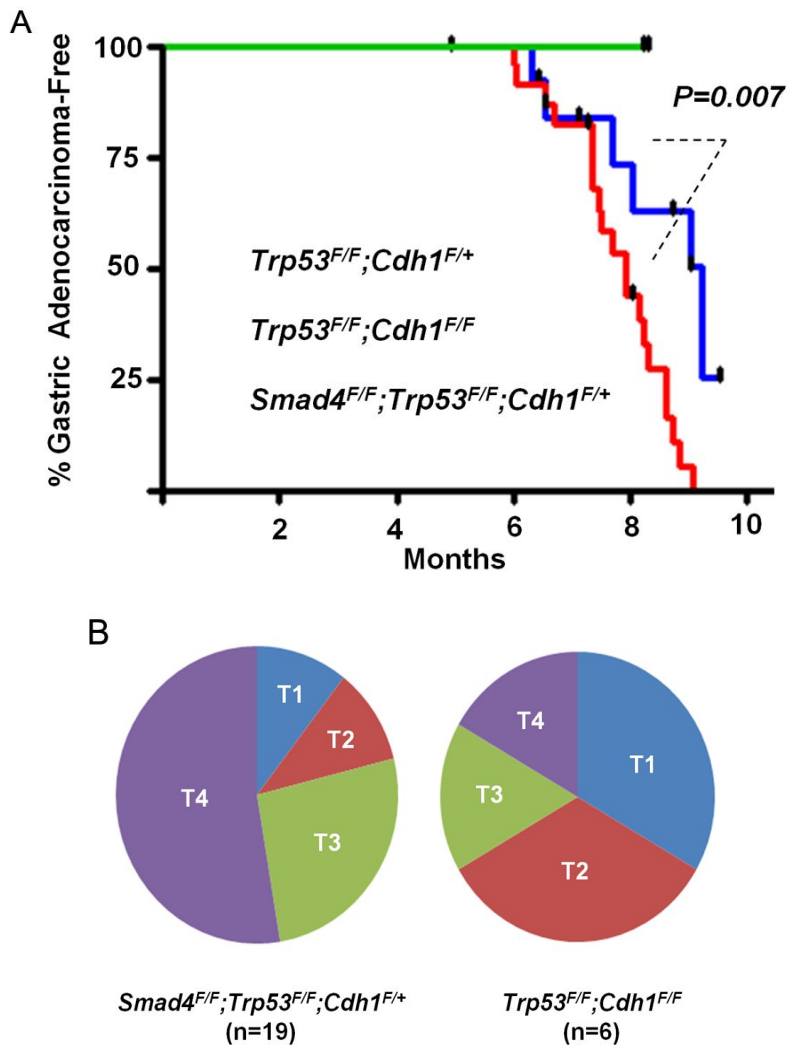 A
% Gastric Adenocarcinoma-Free
100
75
50
25
P=0.007
Trp53F/F;Cdh1F/+
Trp53F/F;Cdh1F/F
Smad4F/F;Trp53F/F;Cdh1F/+
2 4 6 8 10
Months
B
T1
T2
T3
T4
T1
T2
T3
T4
Smad4F/F;Trp53F/F;Cdh1F/+
(n=19)
Trp53F/F;Cdh1F/F
(n=6)